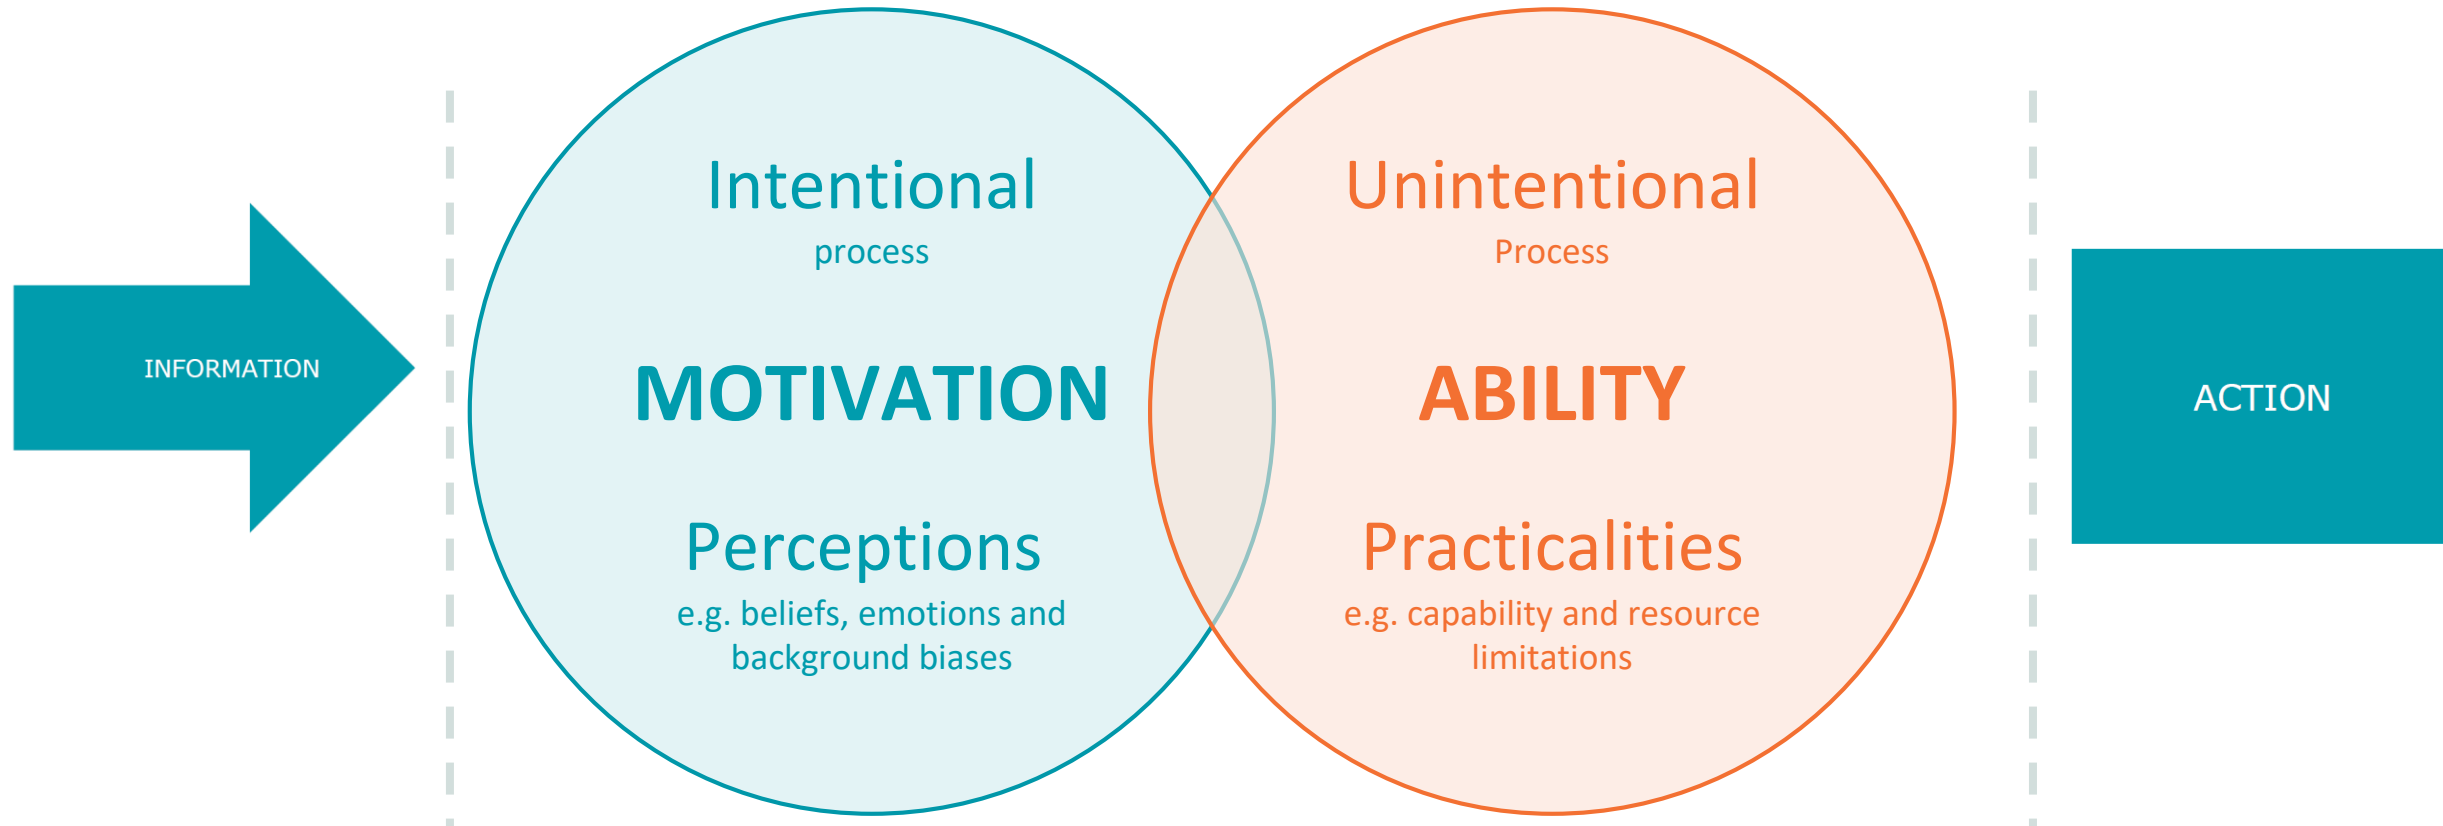 INFORMATION
Intentional
process
MOTIVATION
Perceptions
e.g. beliefs, emotions and
background biases
Unintentional
Process
ABILITY
Practicalities
e.g. capability and resource
limitations
ACTION